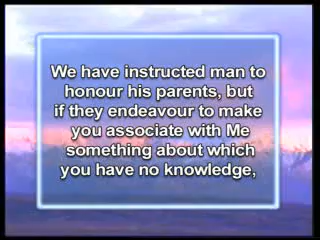 We have instructed man to
honour his parents, but
if they endeavour to make
you associate with Me
something about which
you have no knowledge,